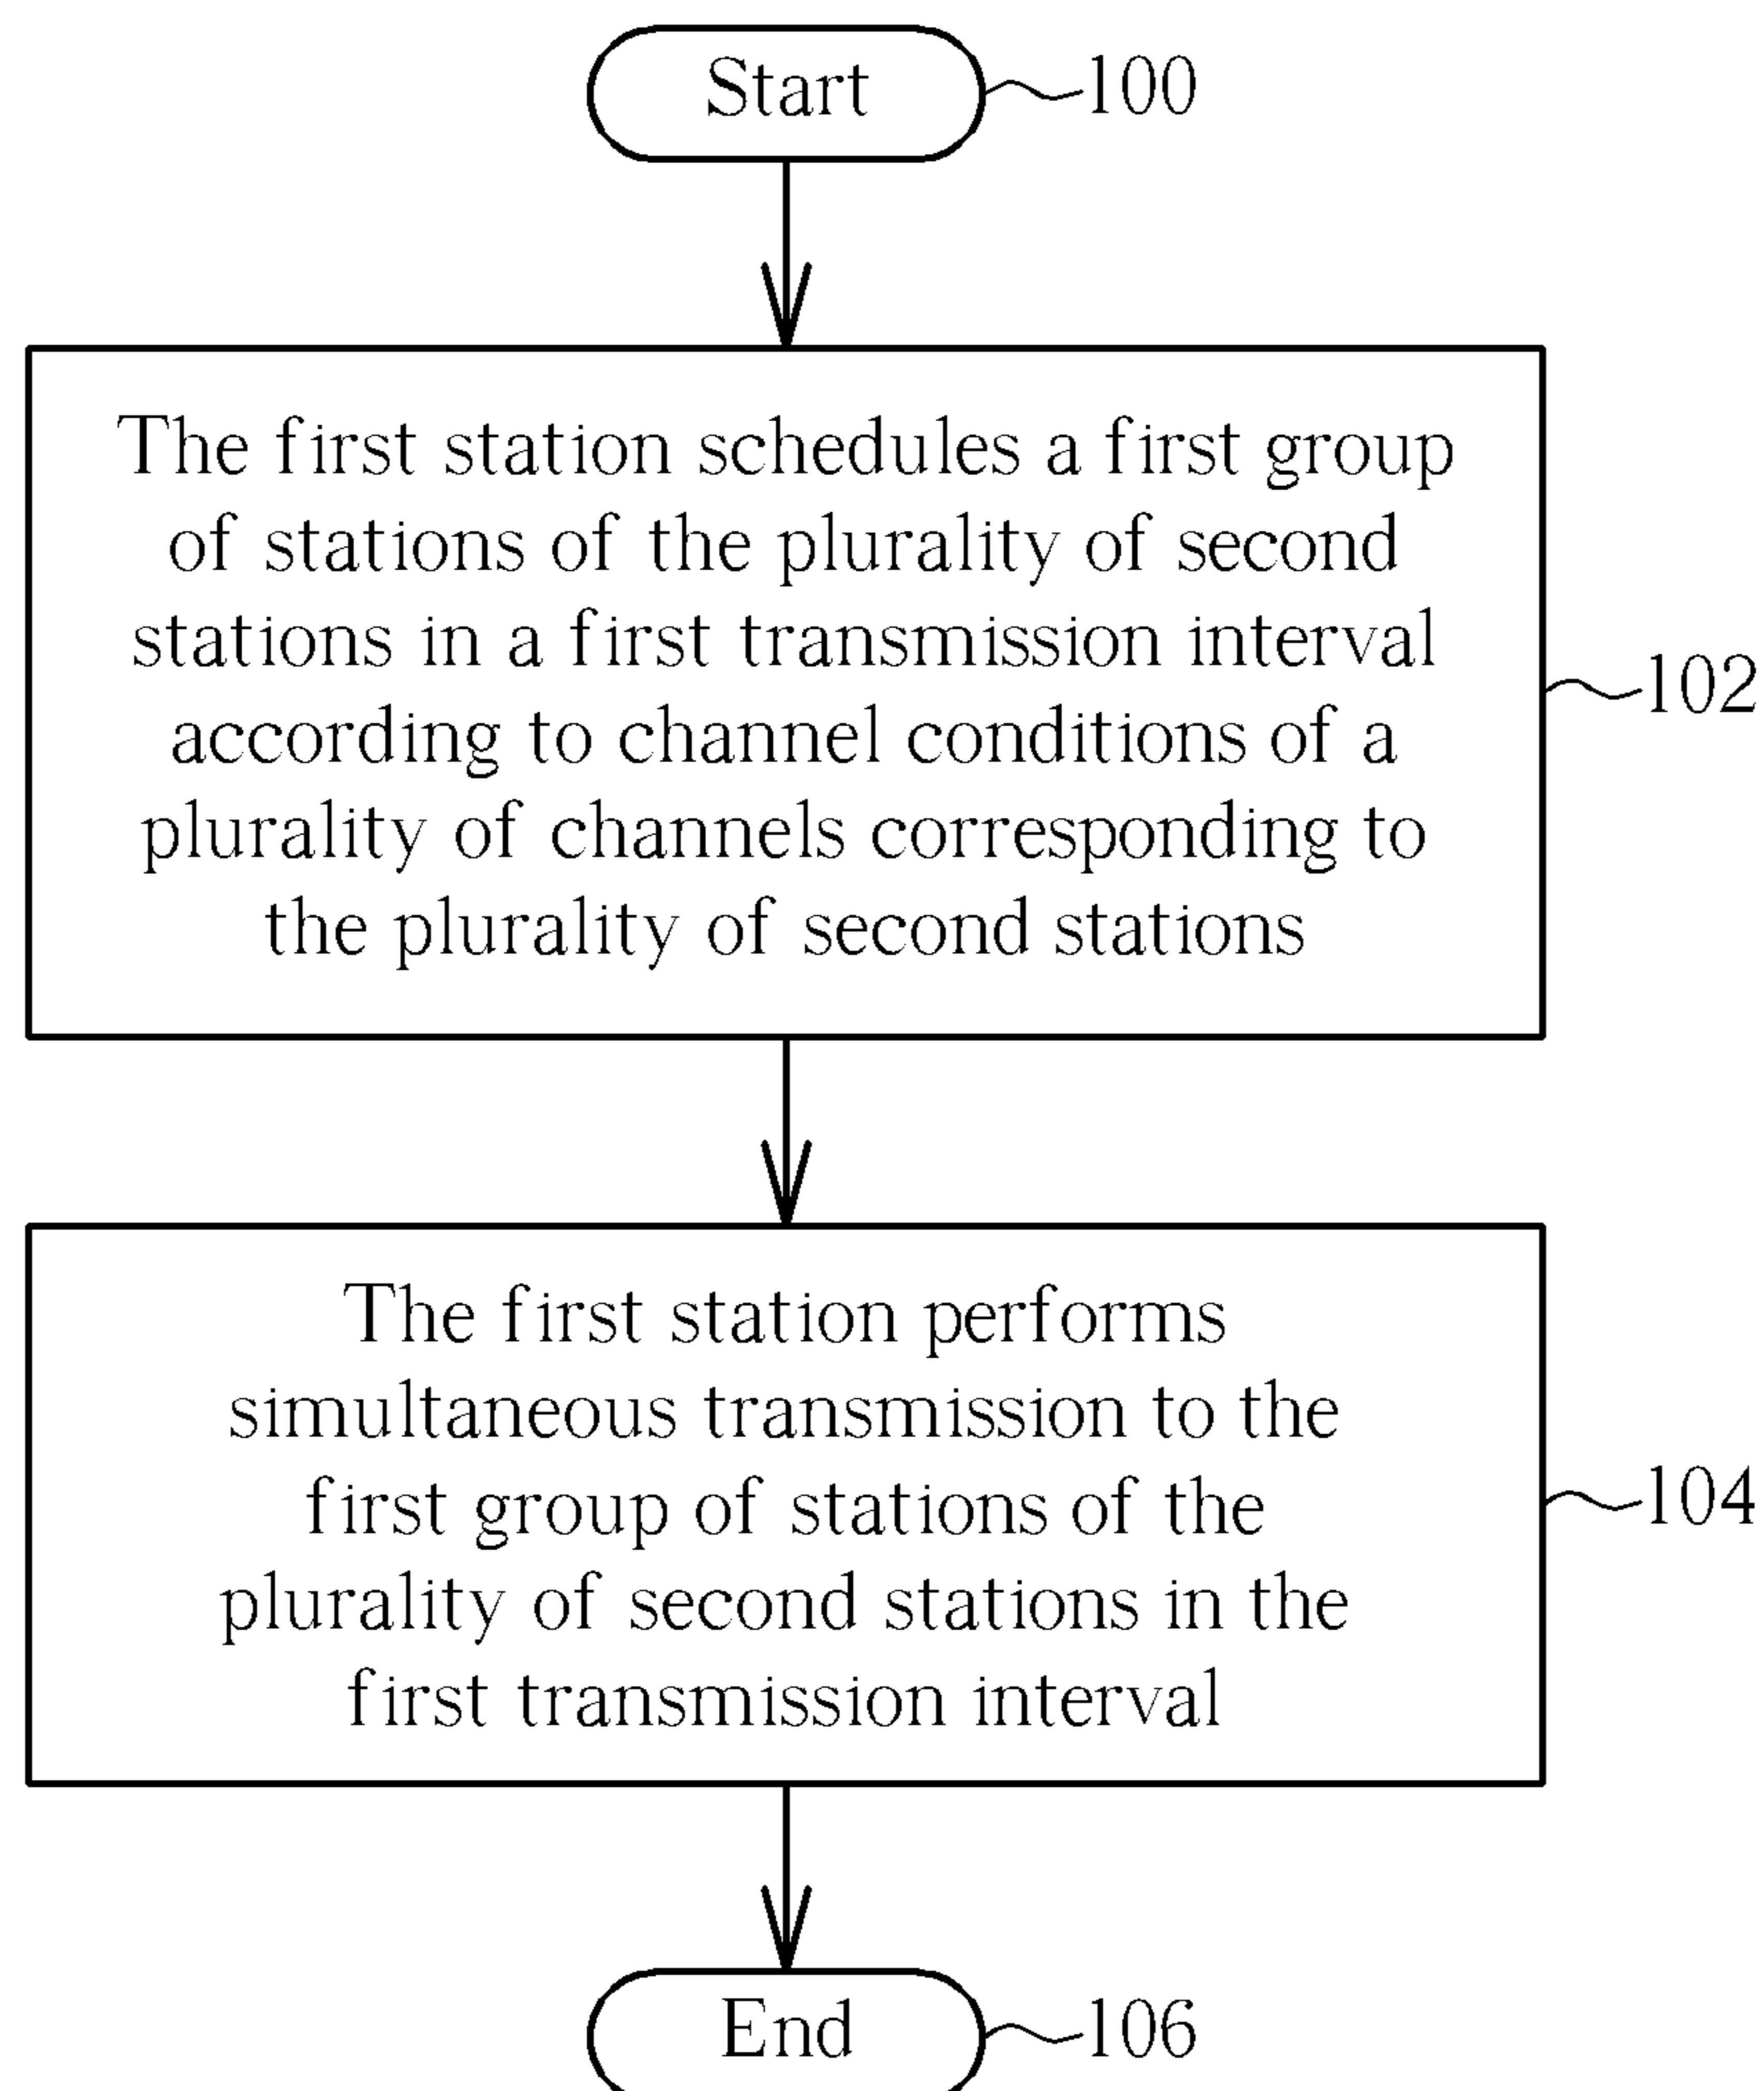 Start
100
The first station schedules a first group
of stations of the plurality of second
stations in a first transmission interval
according to channel conditions of a
plurality of channels corresponding to
the plurality of second stations
102
The first station performs
simultaneous transmission to the
first group of stations of the
plurality of second stations in the
first transmission interval
104
End
106